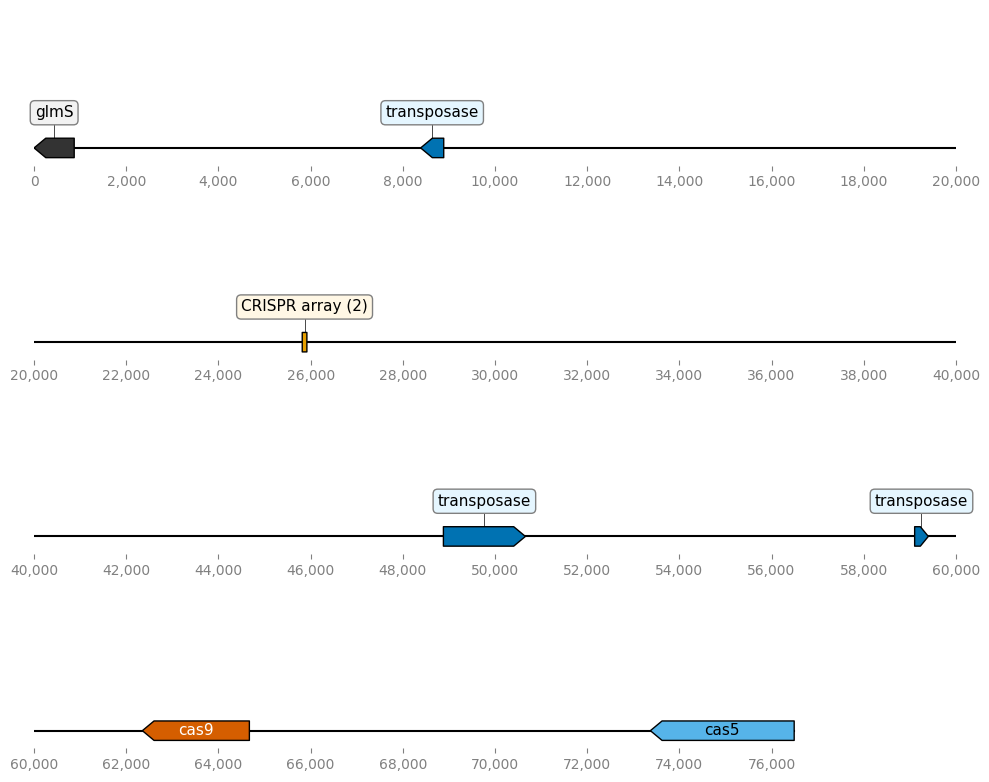 glmS transposase
0 2,000 4,000 6,000 8,000 10,000 12,000 14,000 16,000 18,000 20,000
CRISPR array (2)
20,000 22,000 24,000 26,000 28,000 30,000 32,000 34,000 36,000 38,000 40,000
transposase transposase
40,000 42,000 44,000 46,000 48,000 50,000 52,000 54,000 56,000 58,000 60,000
cas9 cas5
60,000 62,000 64,000 66,000 68,000 70,000 72,000 74,000 76,000